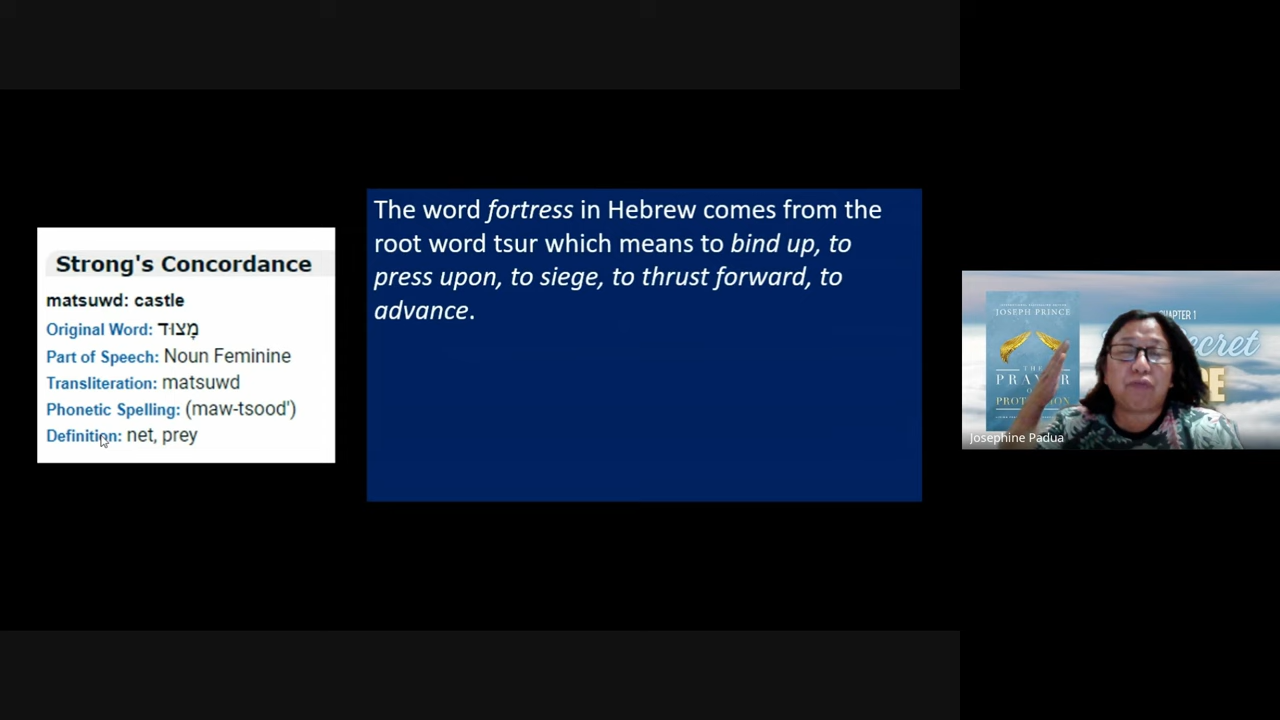 Strong's Concordance
matsuwd: castle
Original Word: מָצוּד
Part of Speech: Noun Feminine
Transliteration: matsuwd
Phonetic Spelling: (maw-tsood')
Definition: net, prey
The word fortress in Hebrew comes from the
root word tsur which means to bind up, to
press upon, to siege, to thrust forward, to
advance.
JOSEPH PRINCE
THE
PROTECTION
CHAPTER 1
Josephine Padua